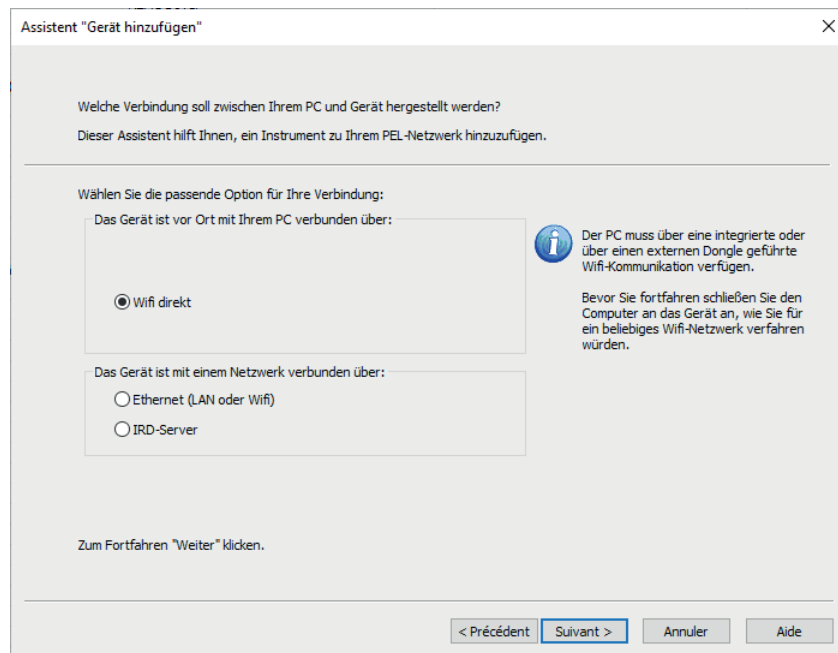 Assistent "Gerät hinzufügen"
Welche Verbindung soll zwischen Ihrem PC und Gerät hergestellt werden?
Dieser Assistent hilft Ihnen, ein Instrument zu Ihrem PEL-Netzwerk hinzuzufügen.
Wählen Sie die passende Option für Ihre Verbindung:
Das Gerät ist vor Ort mit Ihrem PC verbunden über:
Wifi direkt
Der PC muss über eine integrierte oder
über einen externen Dongle geführte
Wifi-Kommunikation verfügen.
Bevor Sie fortfahren schließen Sie den
Computer an das Gerät an, wie Sie für
ein beliebiges Wifi-Netzwerk verfahren
würden.
Das Gerät ist mit einem Netzwerk verbunden über:
Ethernet (LAN oder Wifi)
IRD-Server
Zum Fortfahren "Weiter" klicken.
< Précédent
Suivant >
Annuler
Aide